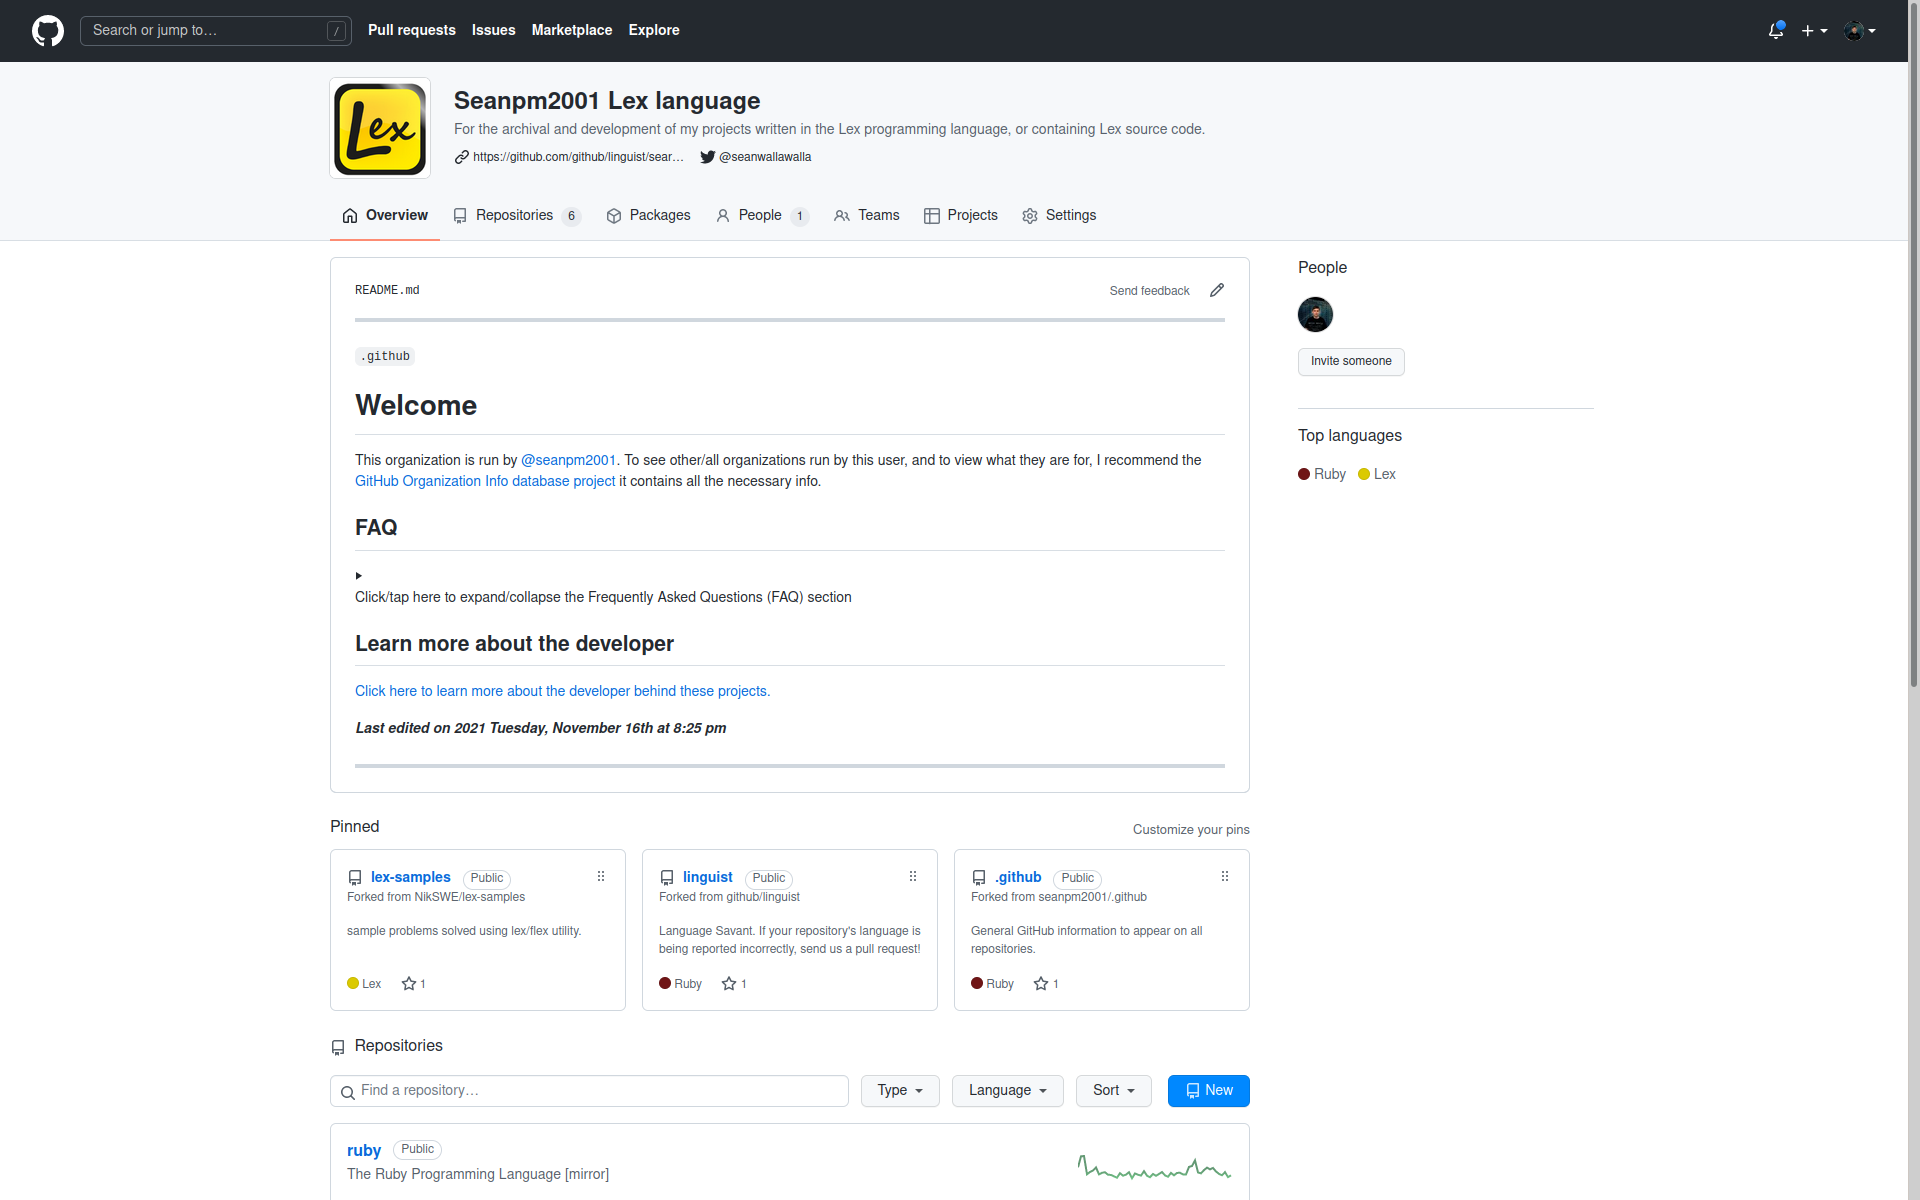 Search or jump to…
/
Pull requests
Issues
Marketplace
Explore
Lex
Seanpm2001 Lex language
For the archival and development of my projects written in the Lex programming language, or containing Lex source code.
https://github.com/github/linguist/sear…
@seanwallawalla
Overview
Repositories 6
Packages
People 1
Teams
Projects
Settings
README.md
Send feedback
.github
Welcome
This organization is run by @seanpm2001. To see other/all organizations run by this user, and to view what they are for, I recommend the
GitHub Organization Info database project it contains all the necessary info.
FAQ
Click/tap here to expand/collapse the Frequently Asked Questions (FAQ) section
Learn more about the developer
Click here to learn more about the developer behind these projects.
Last edited on 2021 Tuesday, November 16th at 8:25 pm
People
Invite someone
Top languages
Ruby
Lex
Pinned
Customize your pins
lex-samples Public
Forked from NikSWE/lex-samples
sample problems solved using lex/flex utility.
Lex 1
linguist Public
Forked from github/linguist
Language Savant. If your repository's language is
being reported incorrectly, send us a pull request!
Ruby 1
.github Public
Forked from seanpm2001/.github
General GitHub information to appear on all
repositories.
Ruby 1
Repositories
Find a repository…
Type
Language
Sort
New
ruby Public
The Ruby Programming Language [mirror]